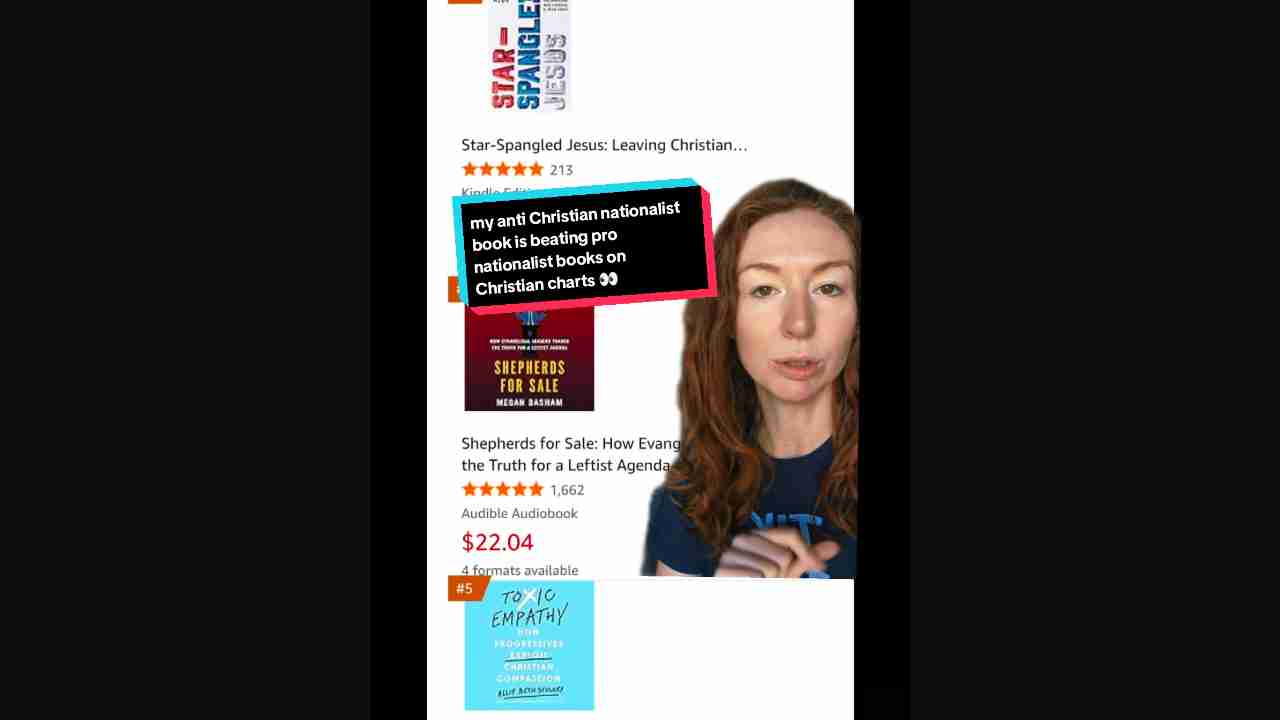 STAR-
SPANGLED
JESUS
Star-Spangled Jesus: Leaving Christian…
213
Kindle Editi
my anti Christian nationalist
book is beating pro
nationalist books on
Christian charts 👀
HOW EVANGELICAL LEADERS TRADED
THE TRUTH FOR A LEFTIST AGENDA
SHEPHERDS
FOR SALE
MEGAN BASHAM
Shepherds for Sale: How Evang
the Truth for a Leftist Agenda
1,662
Audible Audiobook
$22.04
4 formats available
#5
TOXIC
EMPATHY
HOW
PROGRESSIVES
EXPLOIT
CHRISTIAN
COMPASSION
ALLIE BETH STUCKEY